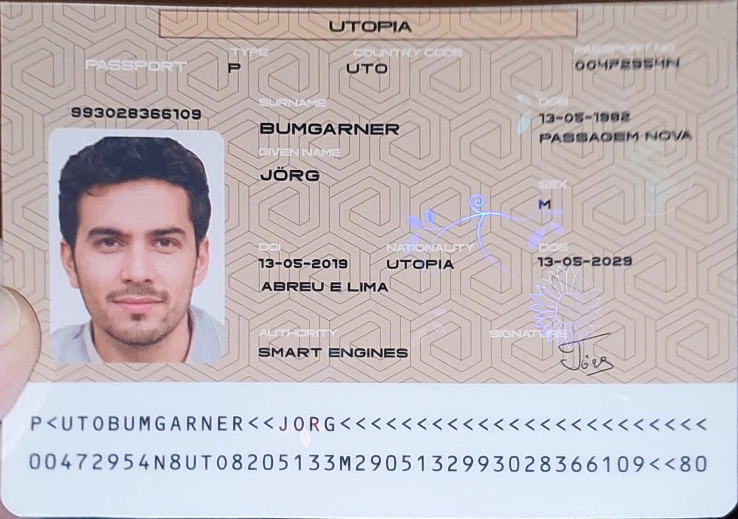 UTOPIA
PASSPORT
TYPE
P
COUNTRY CODE
UTO
PASSPORT NO.
00472954N
993028366109
SURNAME
BUMGARNER
GIVEN NAME
JÖRG
DOB
13-05-1982
PASSAGEM NOVA
SEX
M
DOI
13-05-2019
ABREU E LIMA
NATIONALITY
UTOPIA
DOE
13-05-2029
AUTHORITY
SMART ENGINES
SIGNATURE
Jörg
P<UTOBUMGARNER<<JORG<<<<<<<<<<<<<<<<<<<<<<<<
00472954N8UTO8205133M2905132993028366109<<80